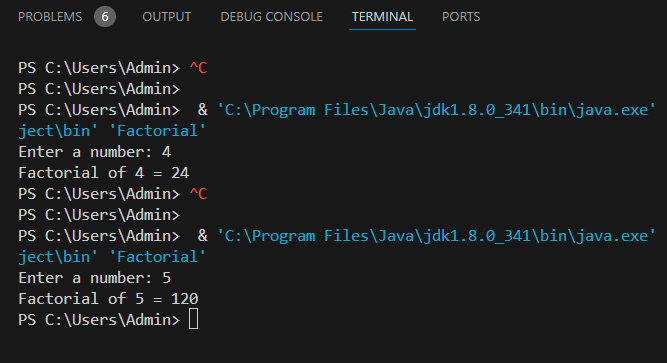 PROBLEMS 6 OUTPUT DEBUG CONSOLE TERMINAL PORTS
PS C:\Users\Admin> ^C
PS C:\Users\Admin>
PS C:\Users\Admin>  & 'C:\Program Files\Java\jdk1.8.0_341\bin\java.exe'
ject\bin' 'Factorial'
Enter a number: 4
Factorial of 4 = 24
PS C:\Users\Admin> ^C
PS C:\Users\Admin>
PS C:\Users\Admin>  & 'C:\Program Files\Java\jdk1.8.0_341\bin\java.exe'
ject\bin' 'Factorial'
Enter a number: 5
Factorial of 5 = 120
PS C:\Users\Admin>